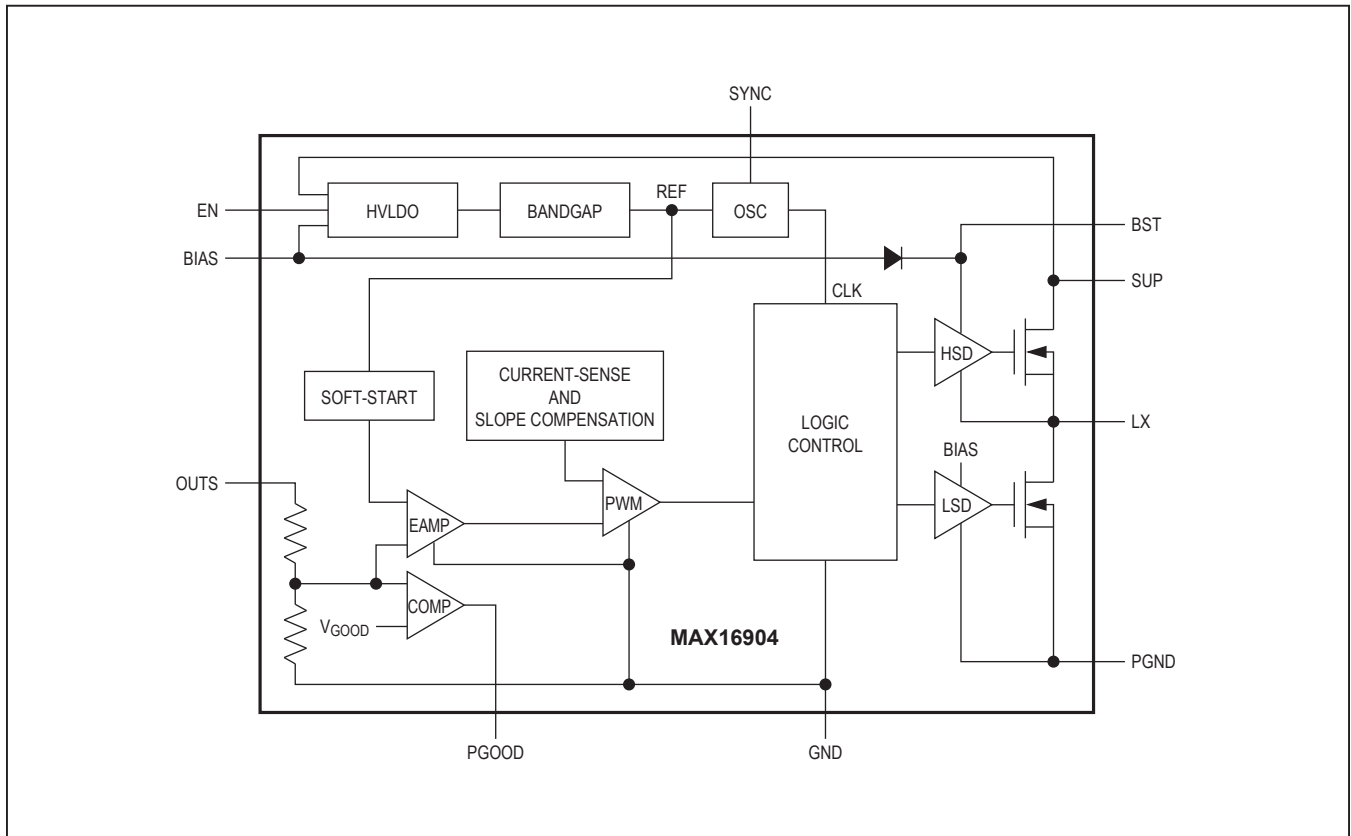 SYNC
EN
HVLDO
BANDGAP
REF
OSC
BST
BIAS
SUP
CLK
HSD
SOFT-START
CURRENT-SENSE
AND
SLOPE COMPENSATION
LOGIC
CONTROL
LX
BIAS
OUTS
EAMP
PWM
LSD
COMP
VGOOD
MAX16904
PGND
PGOOD
GND